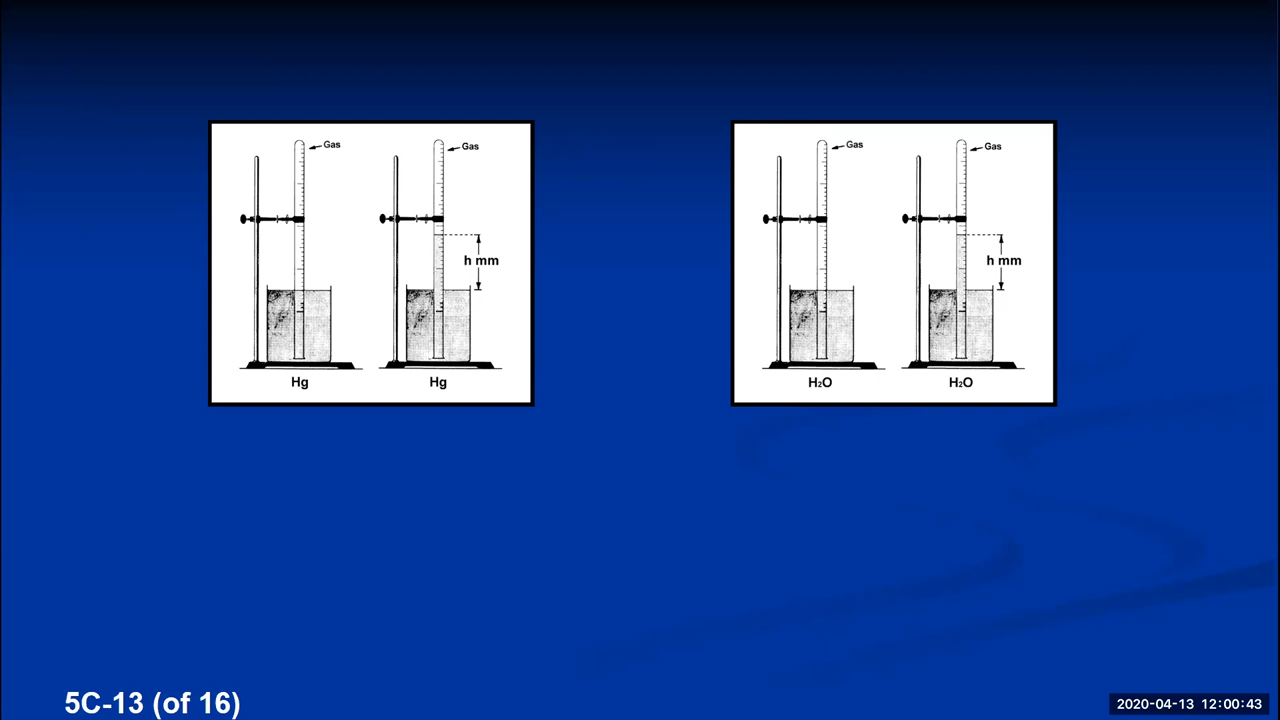 Gas
Gas
h mm
Hg
Hg
Gas
Gas
h mm
H₂O
H₂O
5C-13 (of 16)
2020-04-13 12:00:43